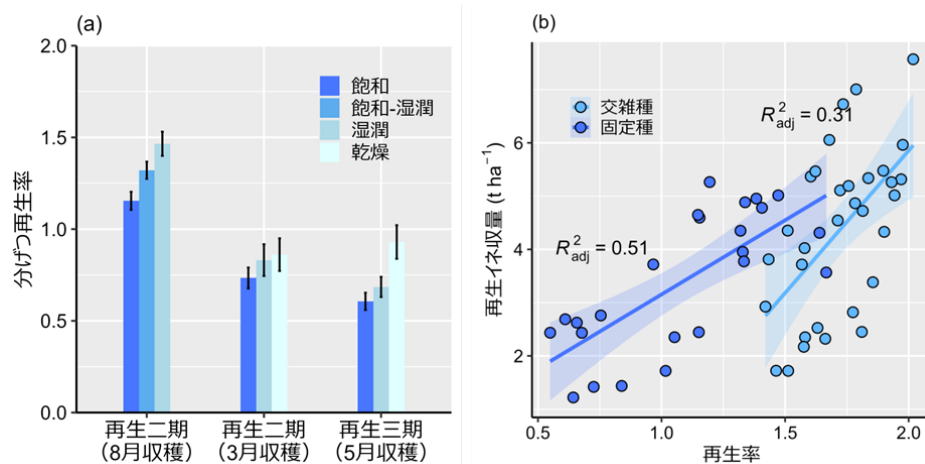 (a)
2.0
1.5
1.0
0.5
0.0
分げつ再生率
飽和
飽和-湿潤
湿潤
乾燥
再生二期
(8月収穫)
再生二期
(3月収穫)
再生三期
(5月収穫)
(b)
6
4
2
再生イネ収量 (t ha⁻¹)
交雑種
固定種
R²adj = 0.31
R²adj = 0.51
0.5
1.0
1.5
2.0
再生率